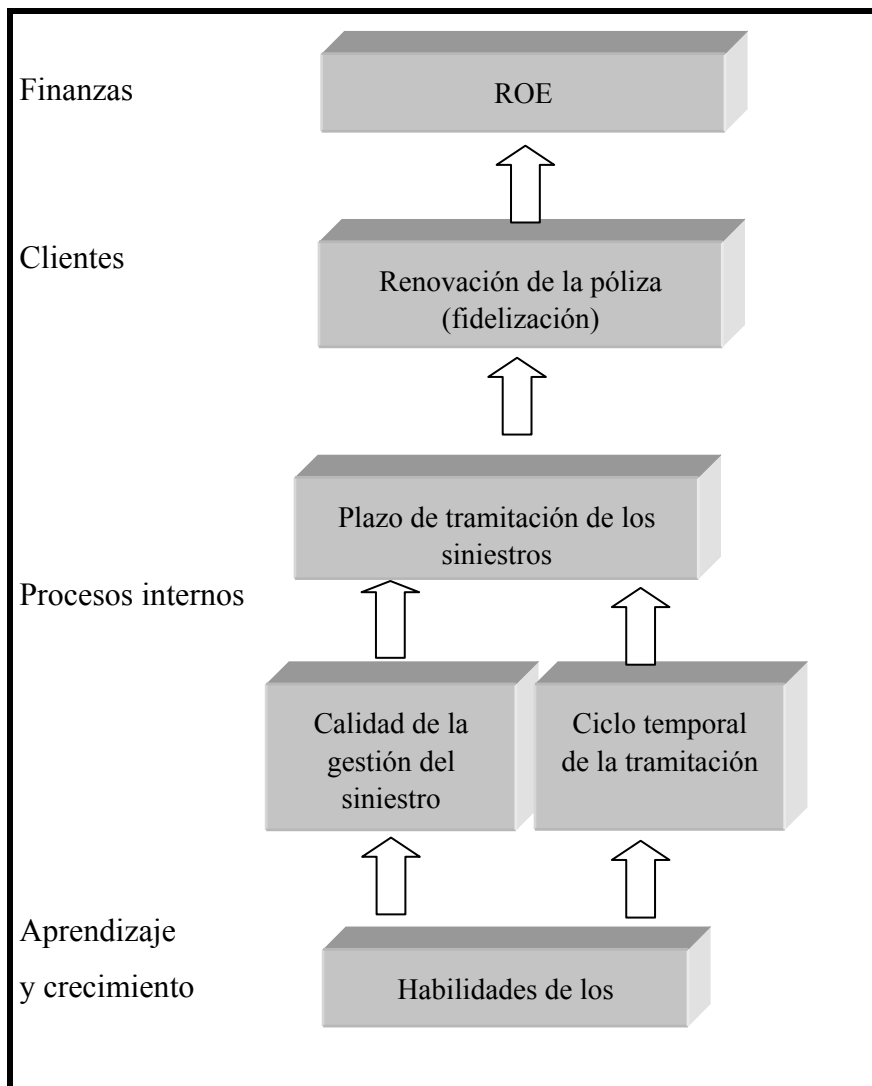 Finanzas
ROE
Clientes
Renovación de la póliza
(fidelización)
Plazo de tramitación de los
siniestros
Procesos internos
Calidad de la
gestión del
siniestro
Ciclo temporal
de la tramitación
Aprendizaje
y crecimiento
Habilidades de los